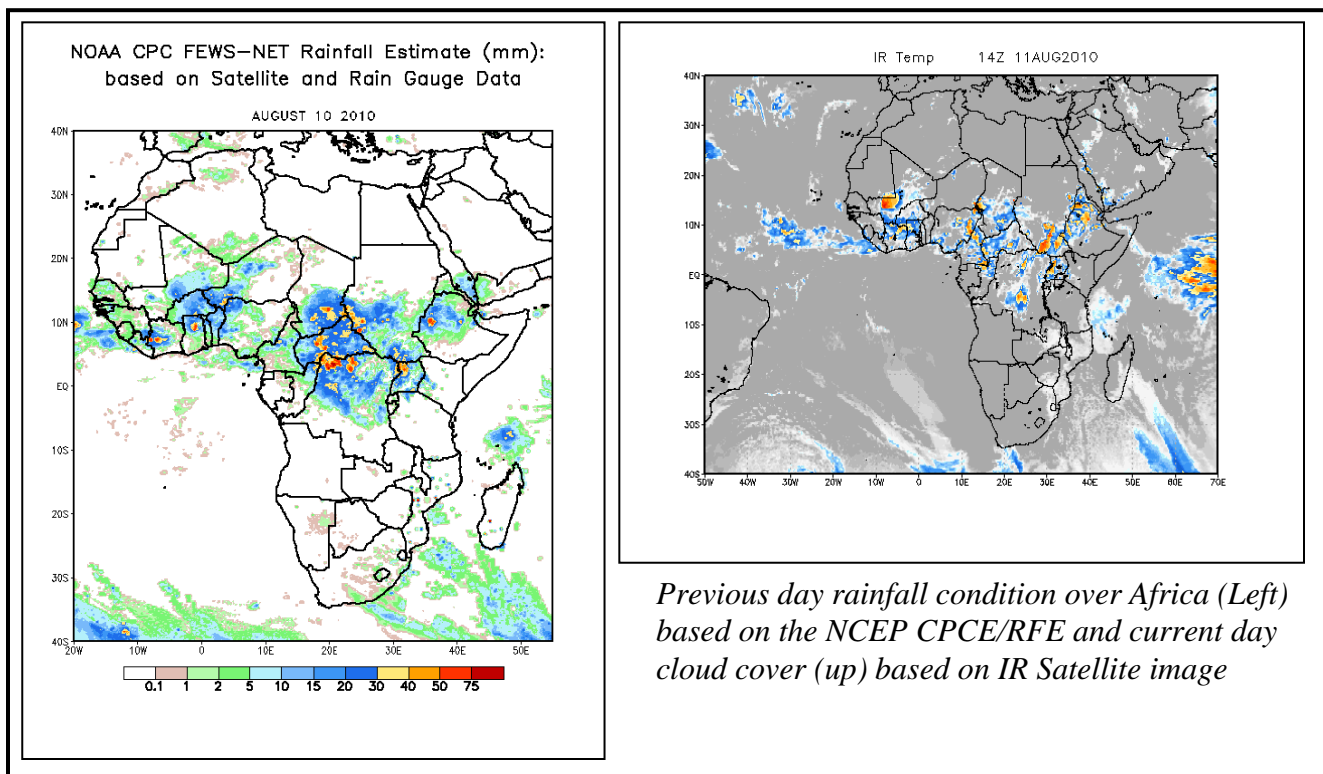 NOAA CPC FEWS-NET Rainfall Estimate (mm):
based on Satellite and Rain Gauge Data
AUGUST 10 2010
40N
30N
20N
10N
EQ
10S
20S
30S
40S
20W
10W
0
10E
20E
30E
40E
50E
0.1 1 2 5 10 15 20 30 40 50 75
IR Temp 14Z 11AUG2010
40N
30N
20N
10N
EQ
10S
20S
30S
40S
50W 40W 30W 20W 10W 0 10E 20E 30E 40E 50E 60E 70E
Previous day rainfall condition over Africa (Left)
based on the NCEP CPCE/RFE and current day
cloud cover (up) based on IR Satellite image